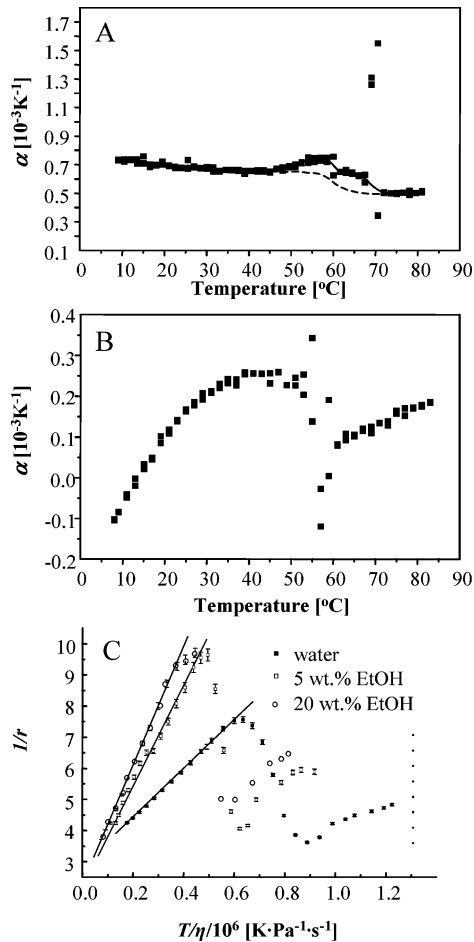 A
1.7
1.5
1.3
1.1
0.9
0.7
0.5
0.3
0.1
α [10⁻³K⁻¹]
0 10 20 30 40 50 60 70 80 90
Temperature [°C]
B
0.4
0.3
0.2
0.1
0.0
-0.1
-0.2
α [10⁻³K⁻¹]
0 10 20 30 40 50 60 70 80 90
Temperature [°C]
C
10
9
8
7
6
5
4
3
1/r
water
5 wt.% EtOH
20 wt.% EtOH
0.0 0.2 0.4 0.6 0.8 1.0 1.2
T/η/10⁶ [K·Pa⁻¹·s⁻¹]